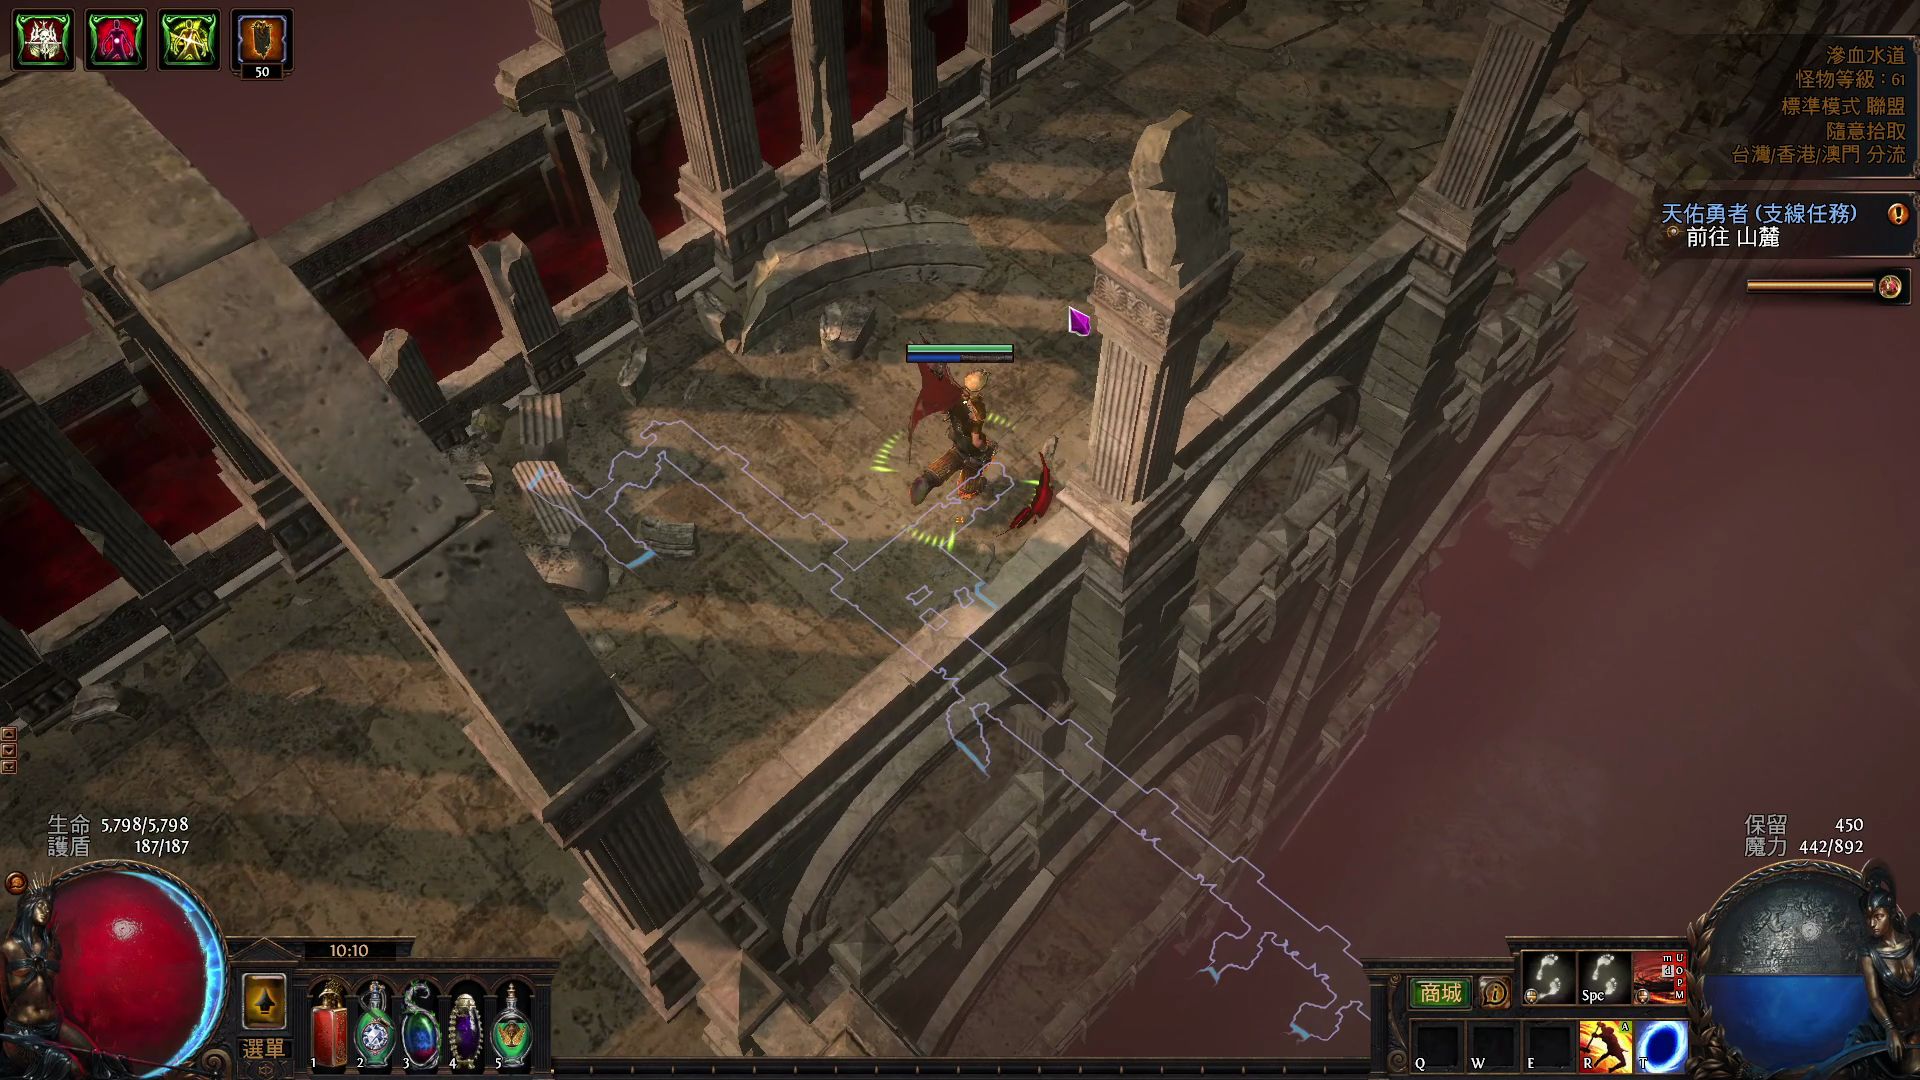 50
滲血水道
怪物等級：61
標準模式 聯盟
隨意拾取
台灣/香港/澳門 分流
天佑勇者 (支線任務)
前往 山麓
生命 5,798/5,798
護盾 187/187
保留 450
魔力 442/892
10:10
選單
1 2 3 4 5
商城
Spc
Q W E R T
A